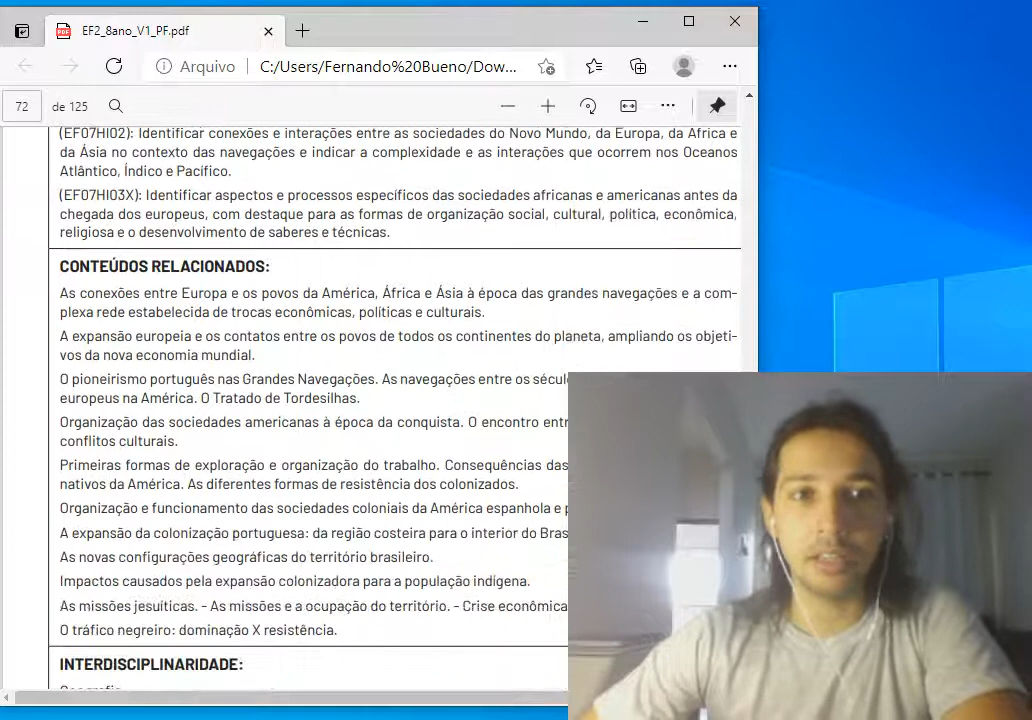 EF2_8ano_V1_PF.pdf
Arquivo C:/Users/Fernando%20Bueno/Dow...
72 de 125
(EF07HI02): Identificar conexões e interações entre as sociedades do Novo Mundo, da Europa, da África e
da Ásia no contexto das navegações e indicar a complexidade e as interações que ocorrem nos Oceanos
Atlântico, Índico e Pacífico.
(EF07HI03X): Identificar aspectos e processos específicos das sociedades africanas e americanas antes da
chegada dos europeus, com destaque para as formas de organização social, cultural, política, econômica,
religiosa e o desenvolvimento de saberes e técnicas.
CONTEÚDOS RELACIONADOS:
As conexões entre Europa e os povos da América, África e Ásia à época das grandes navegações e a com-
plexa rede estabelecida de trocas econômicas, políticas e culturais.
A expansão europeia e os contatos entre os povos de todos os continentes do planeta, ampliando os objeti-
vos da nova economia mundial.
O pioneirismo português nas Grandes Navegações. As navegações entre os sécul
europeus na América. O Tratado de Tordesilhas.
Organização das sociedades americanas à época da conquista. O encontro entr
conflitos culturais.
Primeiras formas de exploração e organização do trabalho. Consequências das
nativos da América. As diferentes formas de resistência dos colonizados.
Organização e funcionamento das sociedades coloniais da América espanhola e p
A expansão da colonização portuguesa: da região costeira para o interior do Bras
As novas configurações geográficas do território brasileiro.
Impactos causados pela expansão colonizadora para a população indígena.
As missões jesuíticas. - As missões e a ocupação do território. - Crise econômica
O tráfico negreiro: dominação X resistência.
INTERDISCIPLINARIDADE:
Geografia